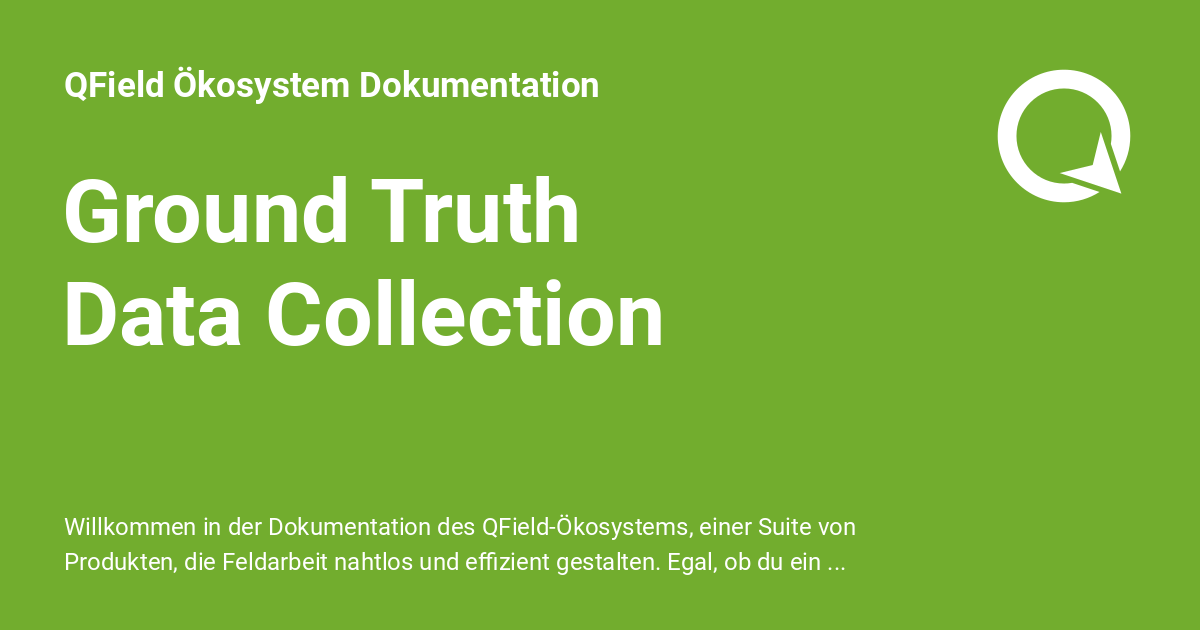 QField Ökosystem Dokumentation
Ground Truth
Data Collection
Willkommen in der Dokumentation des QField-Ökosystems, einer Suite von
Produkten, die Feldarbeit nahtlos und effizient gestalten. Egal, ob du ein ...